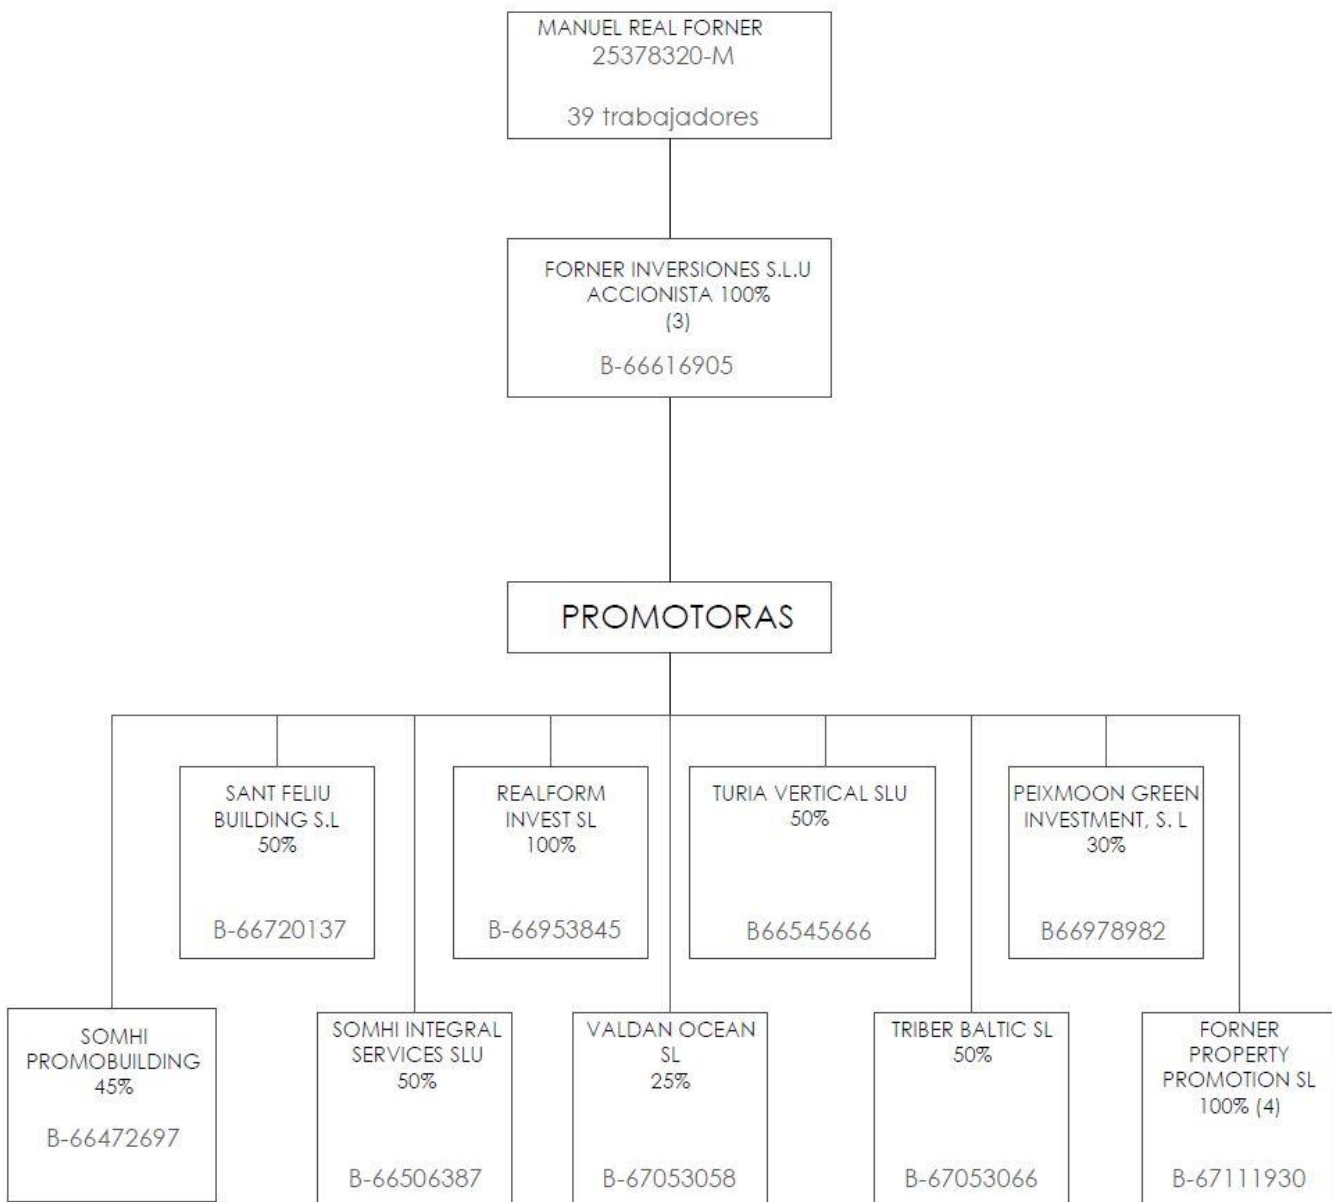 MANUEL REAL FORNER
25378320-M
39 trabajadores
FORNER INVERSIONES S.L.U
ACCIONISTA 100%
(3)
B-66616905
PROMOTORAS
SANT FELIU
BUILDING S.L
50%
B-66720137
REALFORM
INVEST SL
100%
B-66953845
TURIA VERTICAL SLU
50%
B66545666
PEIXMOON GREEN
INVESTMENT, S. L
30%
B66978982
SOMHI
PROMOBUILDING
45%
B-66472697
SOMHI INTEGRAL
SERVICES SLU
50%
B-66506387
VALDAN OCEAN
SL
25%
B-67053058
TRIBER BALTIC SL
50%
B-67053066
FORNER
PROPERTY
PROMOTION SL
100% (4)
B-67111930